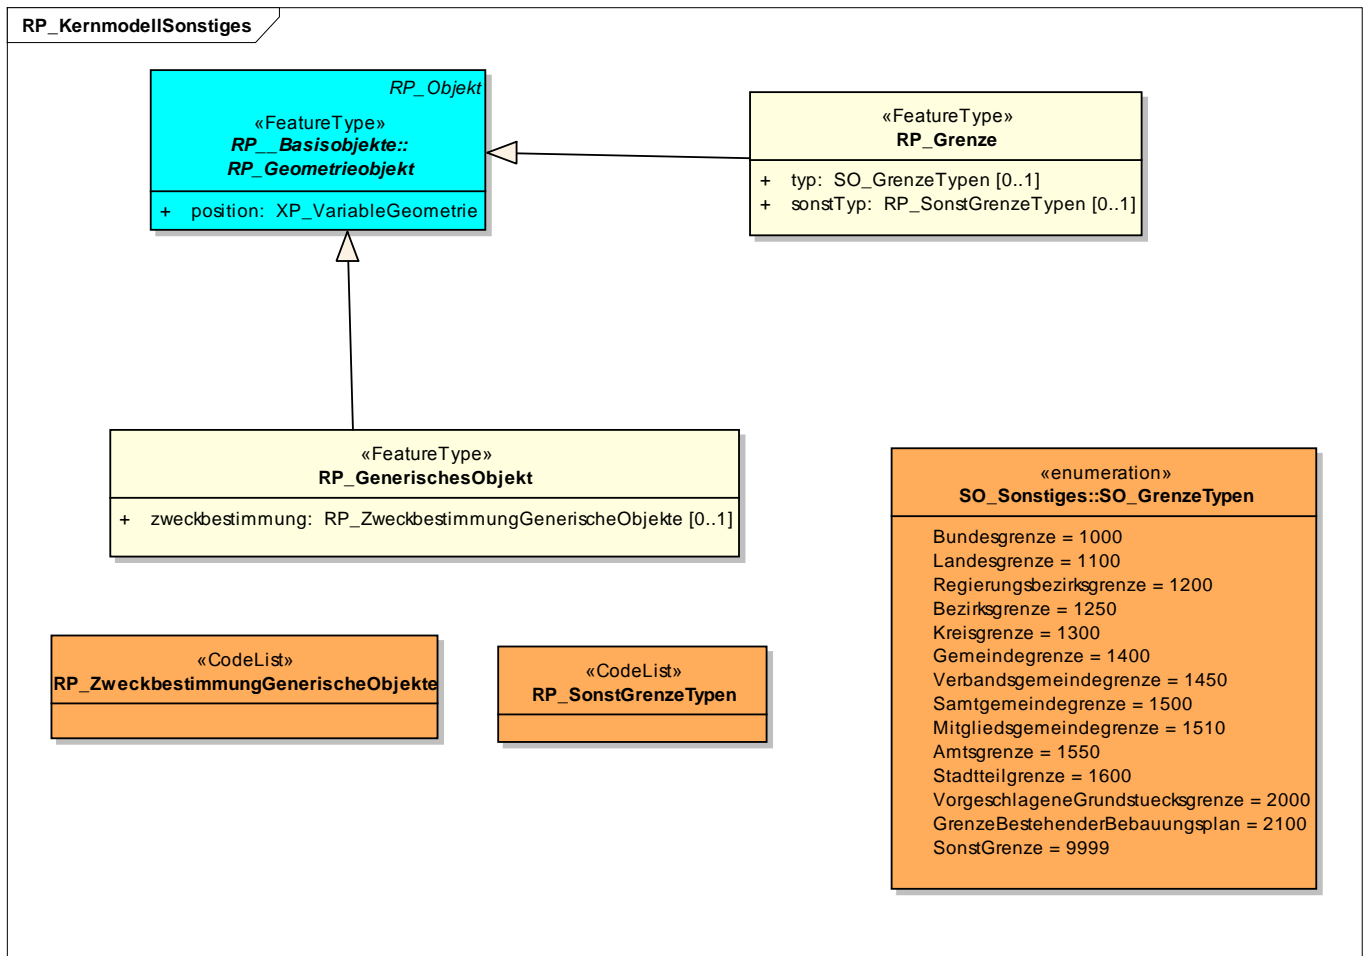 RP_KernmodellSonstiges
RP_Objekt
«FeatureType»
RP__Basisobjekte::
RP_Geometrieobjekt
+ position: XP_VariableGeometrie
«FeatureType»
RP_Grenze
+ typ: SO_GrenzeTypen [0..1]
+ sonstTyp: RP_SonstGrenzeTypen [0..1]
«FeatureType»
RP_GenerischesObjekt
+ zweckbestimmung: RP_ZweckbestimmungGenerischeObjekte [0..1]
«enumeration»
SO_Sonstiges::SO_GrenzeTypen
Bundesgrenze = 1000
Landesgrenze = 1100
Regierungsbezirksgrenze = 1200
Bezirksgrenze = 1250
Kreisgrenze = 1300
Gemeindegrenze = 1400
Verbandsgemeindegrenze = 1450
Samtgemeindegrenze = 1500
Mitgliedsgemeindegrenze = 1510
Amtsgrenze = 1550
Stadtteilgrenze = 1600
VorgeschlageneGrundstuecksgrenze = 2000
GrenzeBestehenderBebauungsplan = 2100
SonstGrenze = 9999
«CodeList»
RP_ZweckbestimmungGenerischeObjekte
«CodeList»
RP_SonstGrenzeTypen